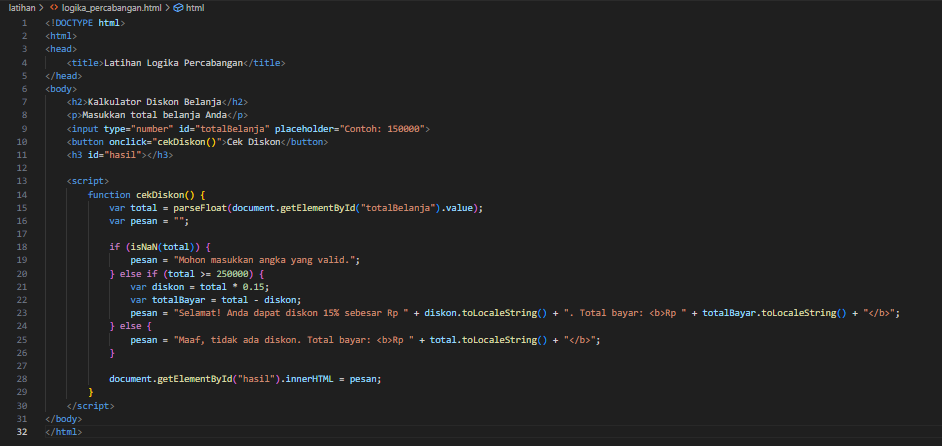 latihan > <> logika_percabangan.html > html
1 <!DOCTYPE html>
2 <html>
3 <head>
4 <title>Latihan Logika Percabangan</title>
5 </head>
6 <body>
7 <h2>Kalkulator Diskon Belanja</h2>
8 <p>Masukkan total belanja Anda</p>
9 <input type="number" id="totalBelanja" placeholder="Contoh: 150000">
10 <button onclick="cekDiskon()">Cek Diskon</button>
11 <h3 id="hasil"></h3>
12
13 <script>
14 function cekDiskon() {
15 var total = parseFloat(document.getElementById("totalBelanja").value);
16 var pesan = "";
17
18 if (isNaN(total)) {
19 pesan = "Mohon masukkan angka yang valid.";
20 } else if (total >= 250000) {
21 var diskon = total * 0.15;
22 var totalBayar = total - diskon;
23 pesan = "Selamat! Anda dapat diskon 15% sebesar Rp " + diskon.toLocaleString() + ". Total bayar: <b>Rp " + totalBayar.toLocaleString() + "</b>";
24 } else {
25 pesan = "Maaf, tidak ada diskon. Total bayar: <b>Rp " + total.toLocaleString() + "</b>";
26 }
27
28 document.getElementById("hasil").innerHTML = pesan;
29 }
30 </script>
31 </body>
32 </html>